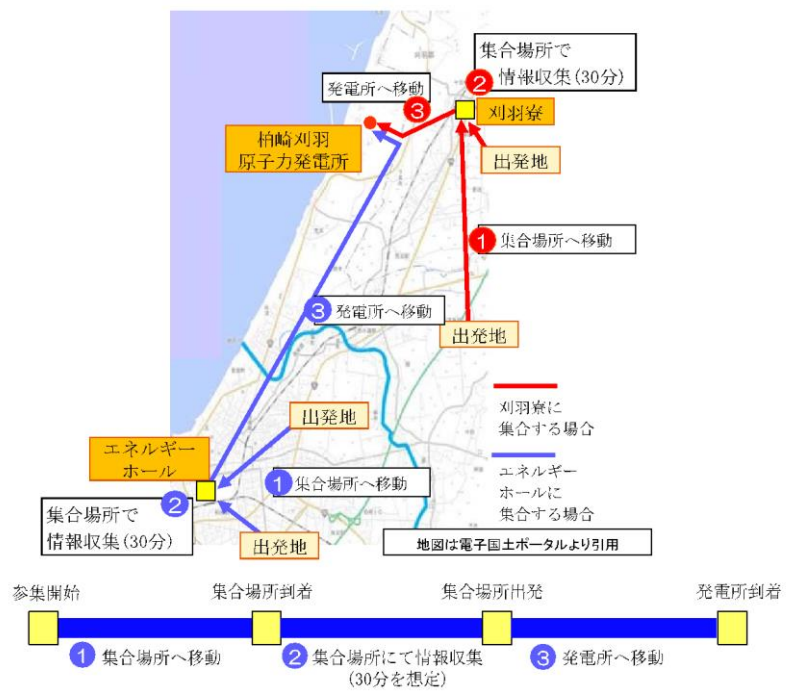 集合場所で
情報収集(30分)
②
発電所へ移動
③
刈羽寮
柏崎刈羽
原子力発電所
出発地
①
集合場所へ移動
③
発電所へ移動
出発地
刈羽寮に
集合する場合
出発地
エネルギー
ホール
①
集合場所へ移動
エネルギー
ホールに
集合する場合
②
集合場所で
情報収集(30分)
出発地
地図は電子国土ポータルより引用
参集開始
集合場所到着
集合場所出発
発電所到着
① 集合場所へ移動
② 集合場所にて情報収集
(30分を想定)
③ 発電所へ移動